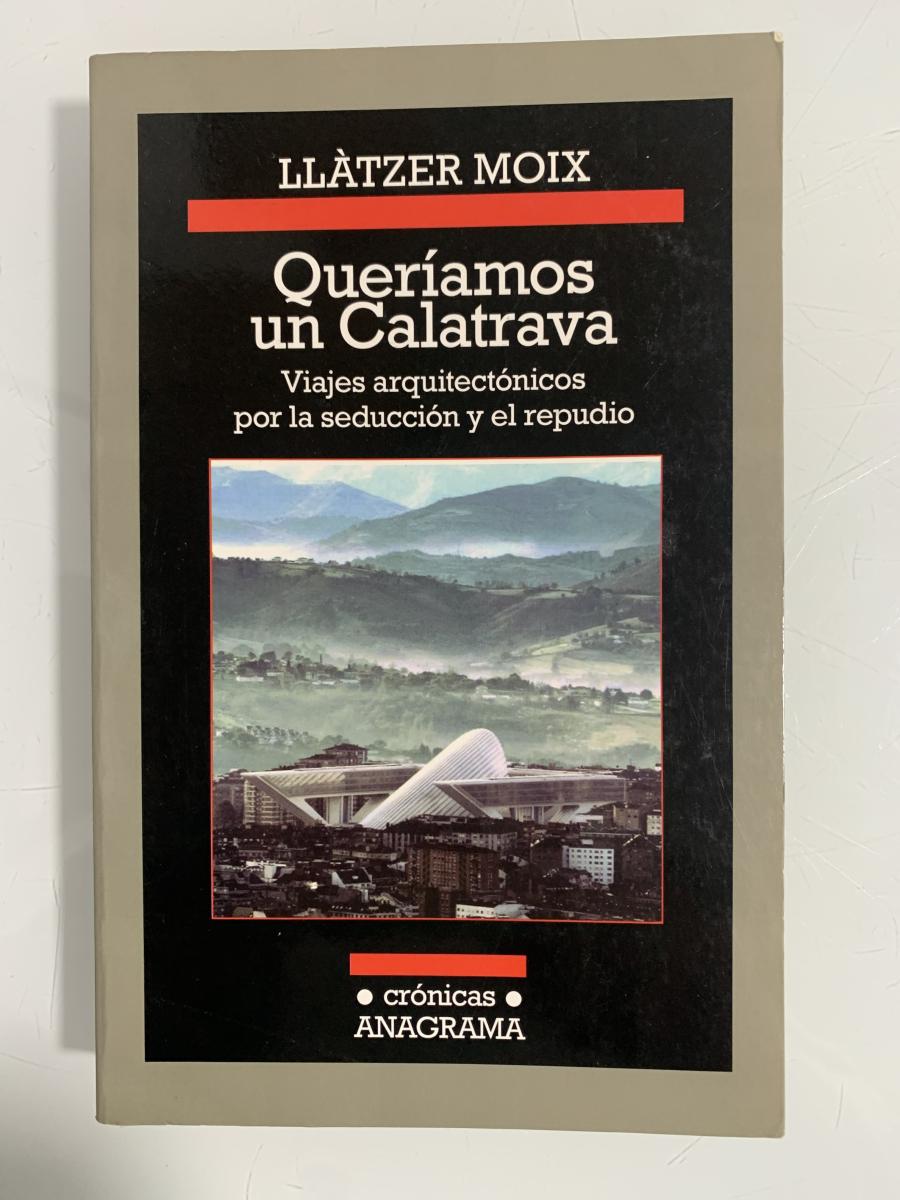 LLÀTZER MOIX
Queríamos
un Calatrava
Viajes arquitectónicos
por la seducción y el repudio
• crónicas •
ANAGRAMA